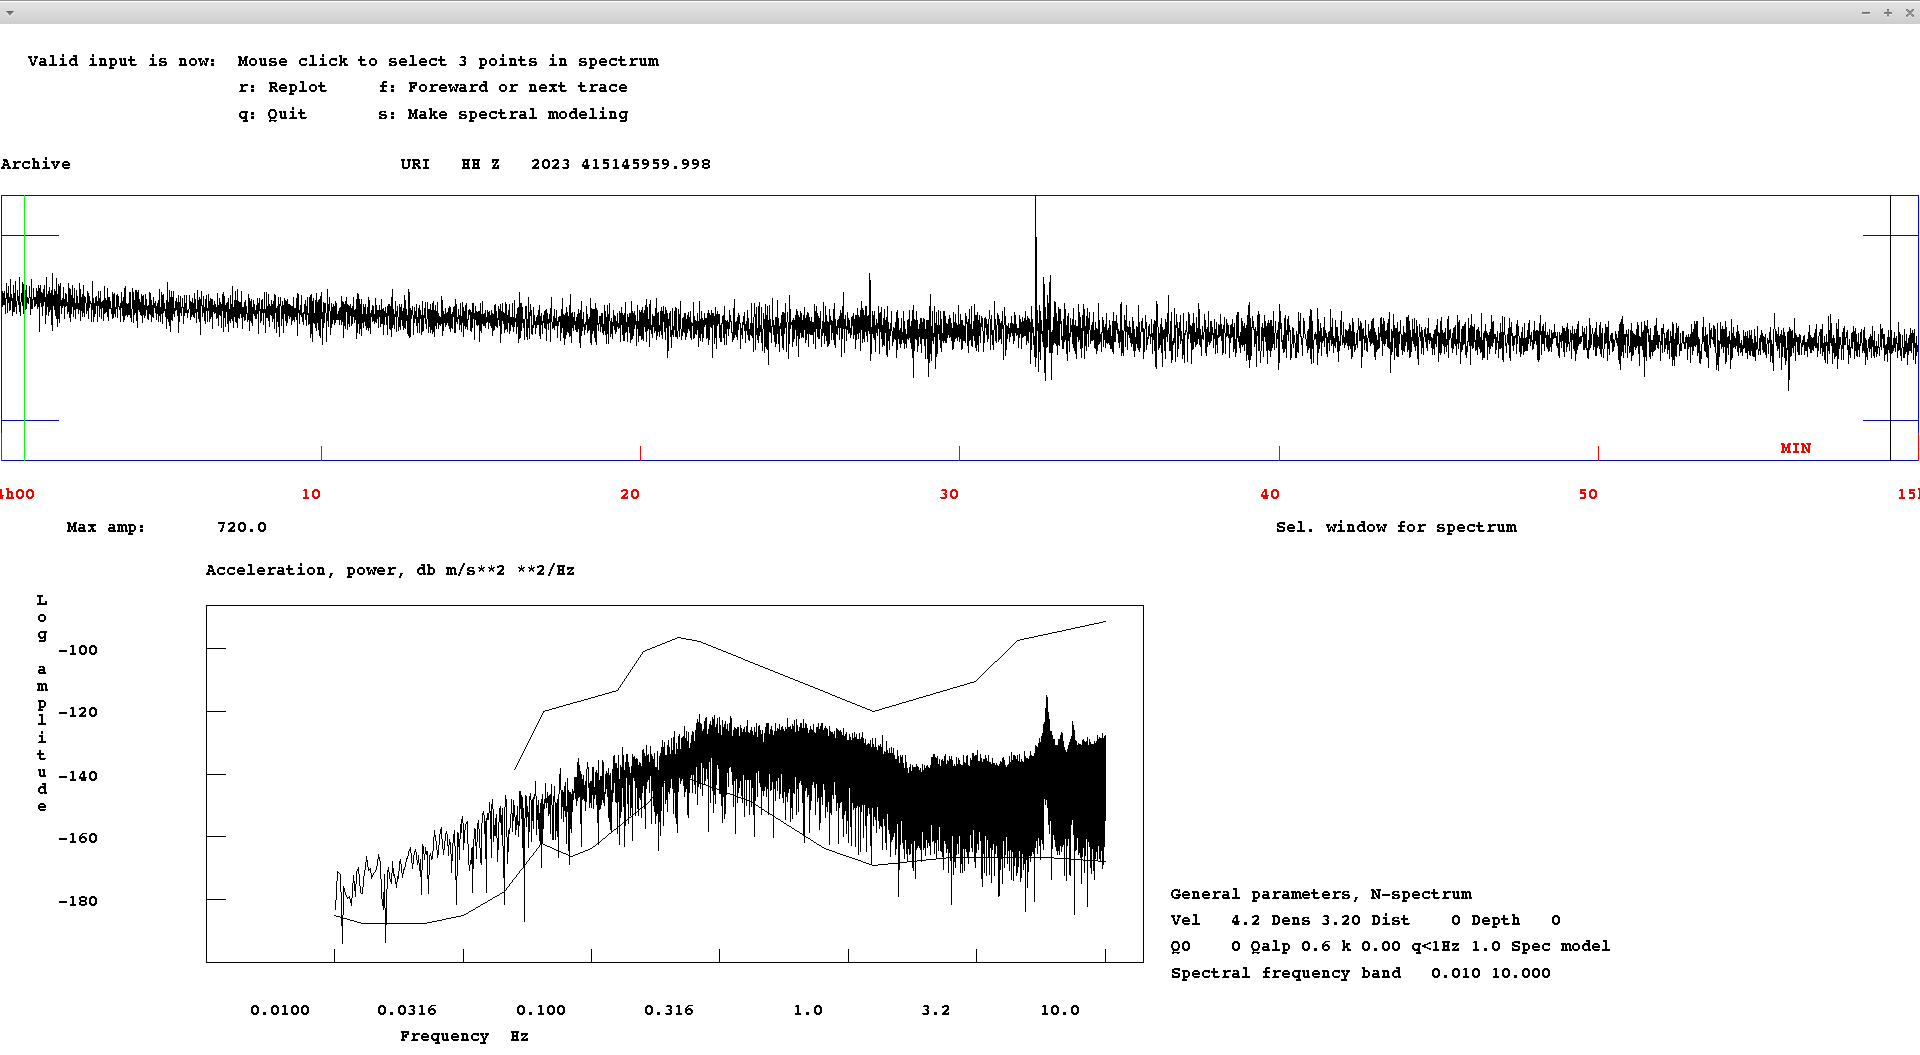 Valid input is now: Mouse click to select 3 points in spectrum
r: Replot f: Foreward or next trace
q: Quit s: Make spectral modeling
Archive URI HH Z 2023 415145959.998
MIN
4h00 10 20 30 40 50 15
Max amp: 720.0 Sel. window for spectrum
Acceleration, power, db m/s**2 **2/Hz
Log amplitude
-100
-120
-140
-160
-180
General parameters, N-spectrum
Vel 4.2 Dens 3.20 Dist 0 Depth 0
Q0 0 Qalp 0.6 k 0.00 q<1Hz 1.0 Spec model
Spectral frequency band 0.010 10.000
0.0100 0.0316 0.100 0.316 1.0 3.2 10.0
Frequency Hz